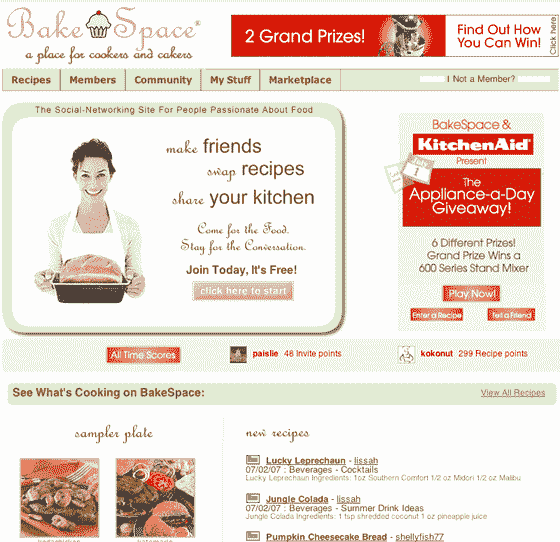 BakeSpace®
a place for cookers and cakers
2 Grand Prizes!
Find Out How
You Can Win!
Click here
Recipes Members Community My Stuff Marketplace
Not a Member?
The Social-Networking Site For People Passionate About Food
make friends
swap recipes
share your kitchen
Come for the Food.
Stay for the Conversation.
Join Today, It's Free!
click here to start
BakeSpace &
KitchenAid
Present
1
The
Appliance-a-Day
Giveaway!
6 Different Prizes!
Grand Prize Wins a
600 Series Stand Mixer
Play Now!
Enter a Recipe Tell a Friend
All Time Scores
paislie 48 Invite points
kokonut 299 Recipe points
See What's Cooking on BakeSpace:
View All Recipes
sampler plate
new recipes
Lucky Leprechaun - lissah
07/02/07 : Beverages - Cocktails
Lucky Leprechaun Ingredients: 1oz Southern Comfort 1/2 oz Midori 1/2 oz Malibu
Jungle Colada - lissah
07/02/07 : Beverages - Summer Drink Ideas
Jungle Colada Ingredients: 1 tsp shredded coconut 1 oz pineapple juice
Pumpkin Cheesecake Bread - shellyfish77